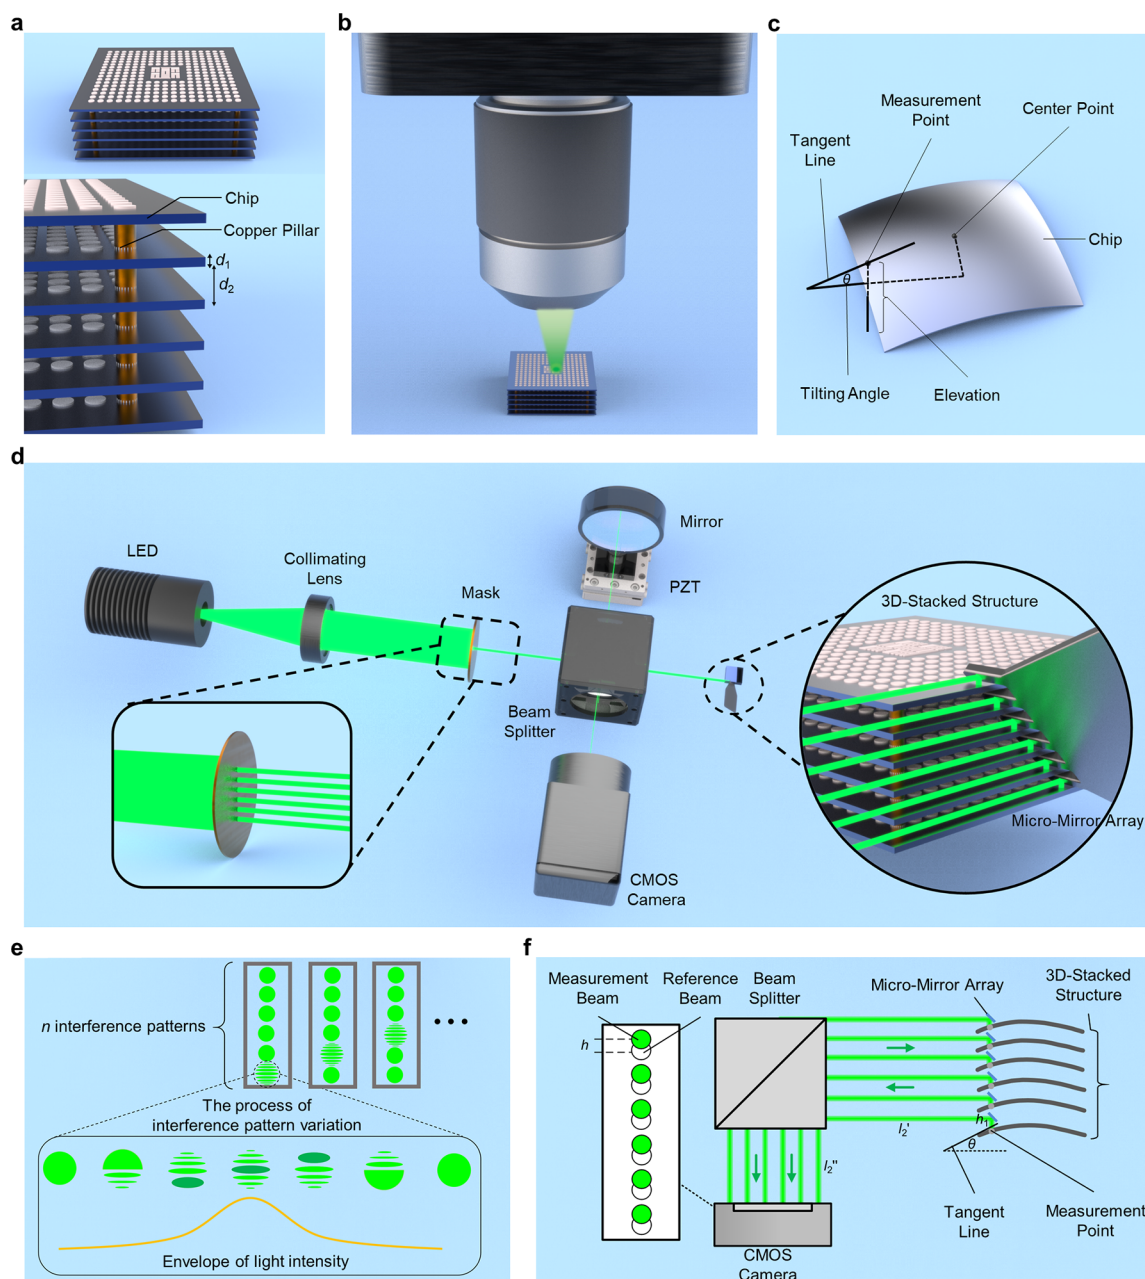 a
Chip
Copper Pillar
d1
d2
b
c
Measurement
Point
Center Point
Tangent
Line
Chip
θ
Tilting Angle
Elevation
d
LED
Collimating
Lens
Mask
Mirror
PZT
Beam
Splitter
CMOS
Camera
3D-Stacked Structure
Micro-Mirror Array
e
n interference patterns
...
The process of
interference pattern variation
Envelope of light intensity
f
Measurement
Beam
Reference
Beam
Beam
Splitter
Micro-Mirror Array
3D-Stacked
Structure
h
l2'
h1
θ
l2"
Tangent
Line
Measurement
Point
CMOS
Camera